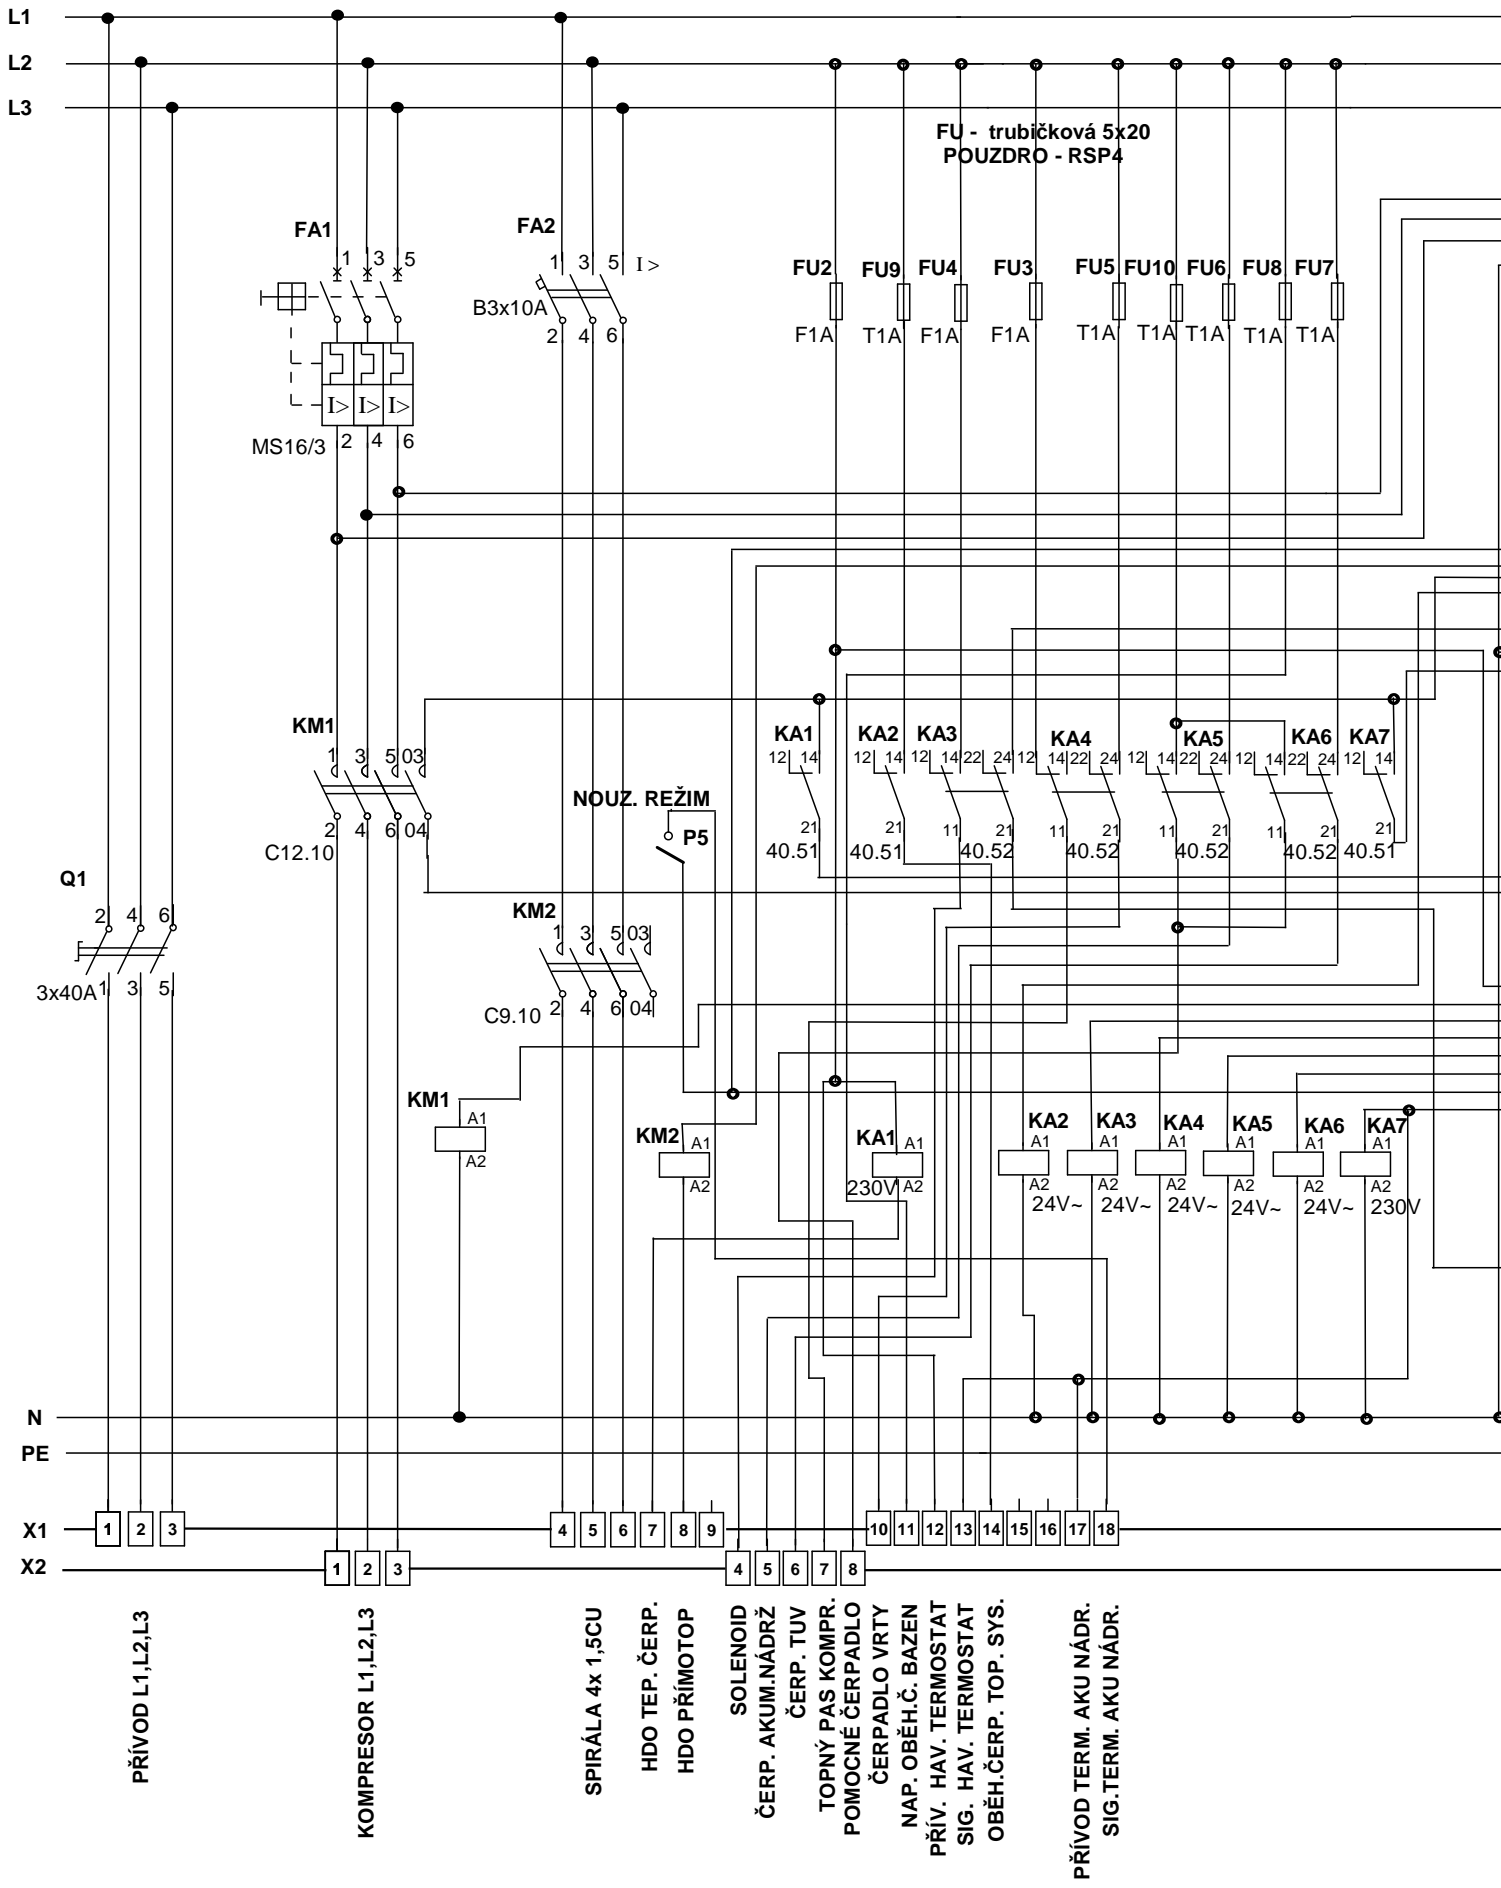 L1
L2
L3
FU - trubičková 5x20
POUZDRO - RSP4
FA1
1 3 5
FA2
1 3 5 I >
B3x10A
2 4 6
FU2 FU9 FU4 FU3 FU5 FU10 FU6 FU8 FU7
F1A T1A F1A F1A T1A T1A T1A T1A T1A
I> I> I>
MS16/3 2 4 6
KM1
1 3 5 03
2 4 6 04
C12.10
KA1 KA2 KA3 KA4 KA5 KA6 KA7
12 14 12 14 12 14 22 24 12 14 22 24 12 14 22 24 12 14 22 24 12 14
21 21 11 21 11 21 11 21 11 21 21
40.51 40.51 40.52 40.52 40.52 40.52 40.51
NOUZ. REŽIM
P5
Q1
2 4 6
3x40A 1 3 5
KM2
1 3 5 03
C9.10 2 4 6 04
KM1
A1
A2
KM2
A1
A2
KA1
A1
230V A2
KA2 KA3 KA4 KA5 KA6 KA7
A1 A1 A1 A1 A1 A1
A2 A2 A2 A2 A2 A2
24V~ 24V~ 24V~ 24V~ 24V~ 230V
N
PE
X1 1 2 3 4 5 6 7 8 9 10 11 12 13 14 15 16 17 18
X2 1 2 3 4 5 6 7 8
PŘÍVOD L1,L2,L3
KOMPRESOR L1,L2,L3
SPIRÁLA 4x 1,5CU
HDO TEP. ČERP.
HDO PŘÍMOTOP
SOLENOID
ČERP. AKUM.NÁDRŽ
ČERP. TUV
TOPNÝ PAS KOMPR.
POMOCNÉ ČERPADLO
ČERPADLO VRTY
NAP. OBĚH.Č. BAZEN
PŘÍV. HAV. TERMOSTAT
SIG. HAV. TERMOSTAT
OBĚH.ČERP. TOP. SYS.
PŘÍVOD TERM. AKU NÁDR.
SIG.TERM. AKU NÁDR.